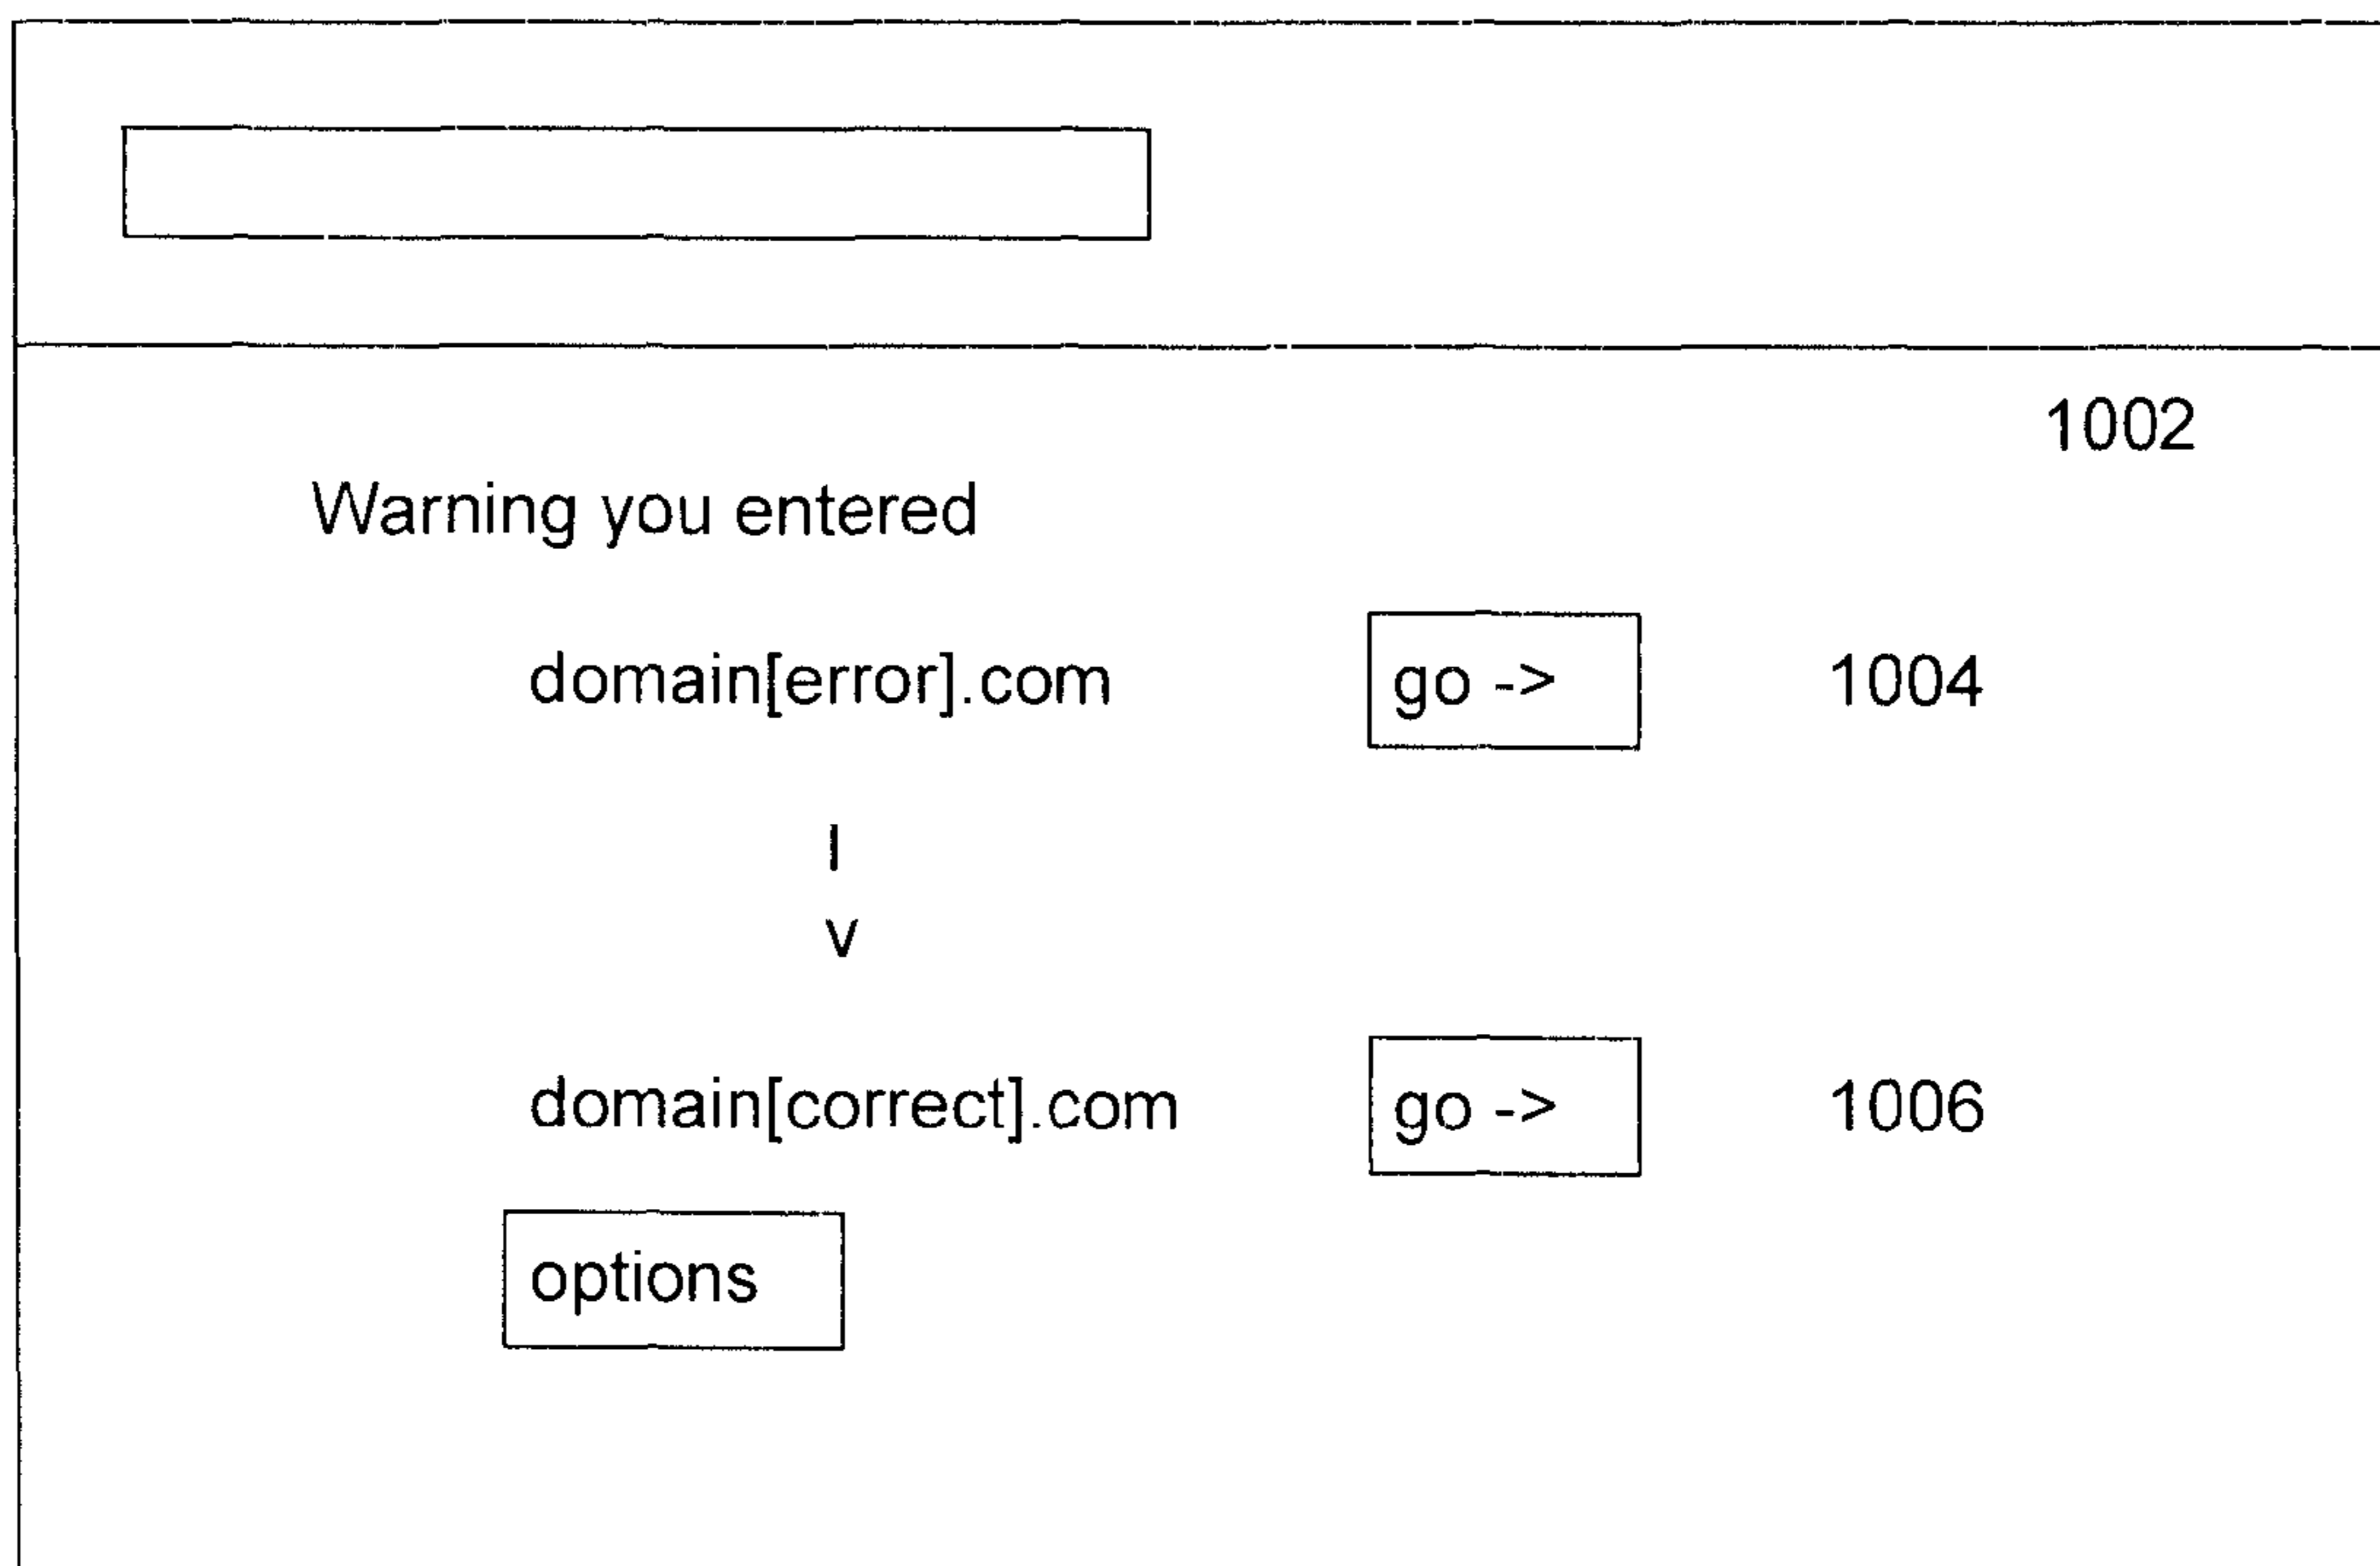 1002
Warning you entered
domain[error].com go -> 1004
I
v
domain[correct].com go -> 1006
options